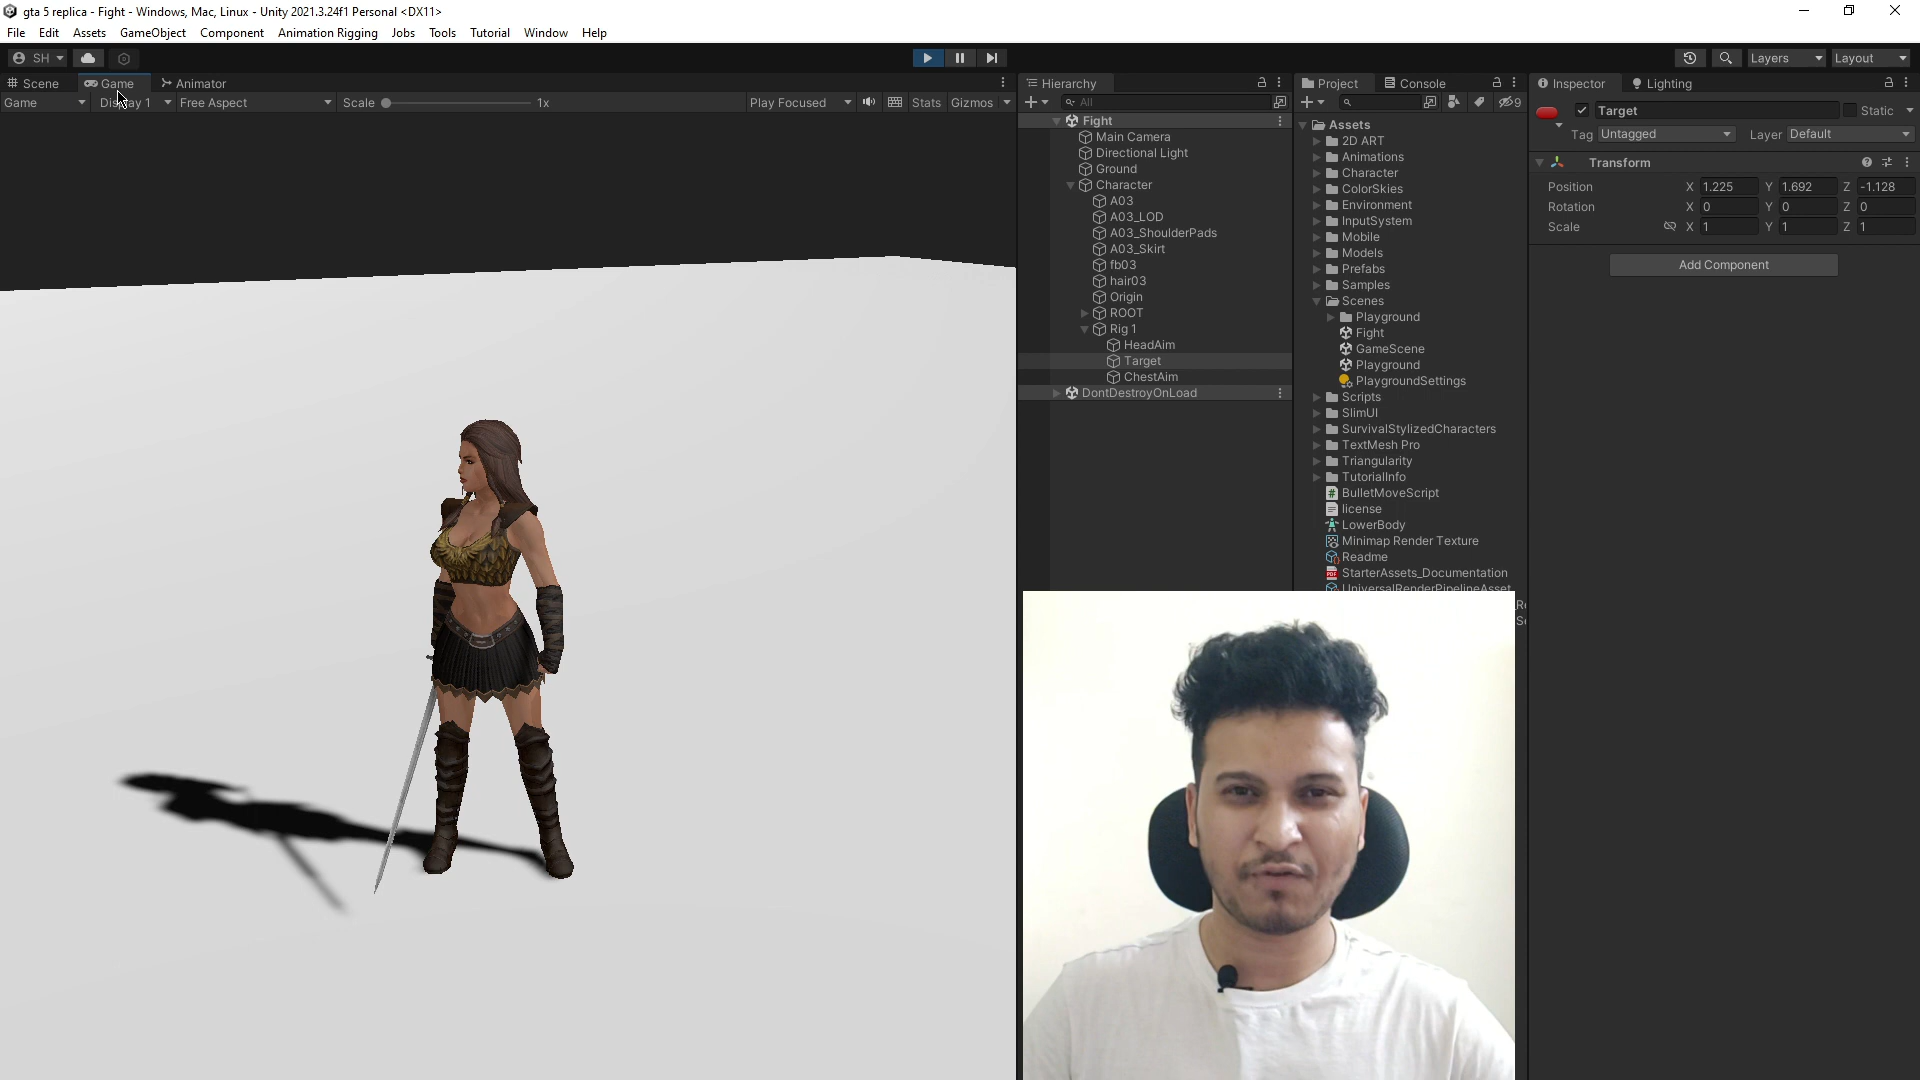 gta 5 replica - Fight - Windows, Mac, Linux - Unity 2021.3.24f1 Personal <DX11>
File Edit Assets GameObject Component Animation Rigging Jobs Tools Tutorial Window Help
SH Layers Layout
Scene Game Animator
Game Display 1 Free Aspect Scale 1x Play Focused Stats Gizmos
Hierarchy
All
Fight
Main Camera
Directional Light
Ground
Character
A03
A03_LOD
A03_ShoulderPads
A03_Skirt
fb03
hair03
Origin
ROOT
Rig 1
HeadAim
Target
ChestAim
DontDestroyOnLoad
Project Console
9
Assets
2D ART
Animations
Character
ColorSkies
Environment
InputSystem
Mobile
Models
Prefabs
Samples
Scenes
Playground
Fight
GameScene
Playground
PlaygroundSettings
Scripts
SlimUI
SurvivalStylizedCharacters
TextMesh Pro
Triangularity
TutorialInfo
BulletMoveScript
license
LowerBody
Minimap Render Texture
Readme
StarterAssets_Documentation
UniversalRenderPipelineAsset
Inspector Lighting
Target Static
Tag Untagged Layer Default
Transform
Position X 1.225 Y 1.692 Z -1.128
Rotation X 0 Y 0 Z 0
Scale X 1 Y 1 Z 1
Add Component